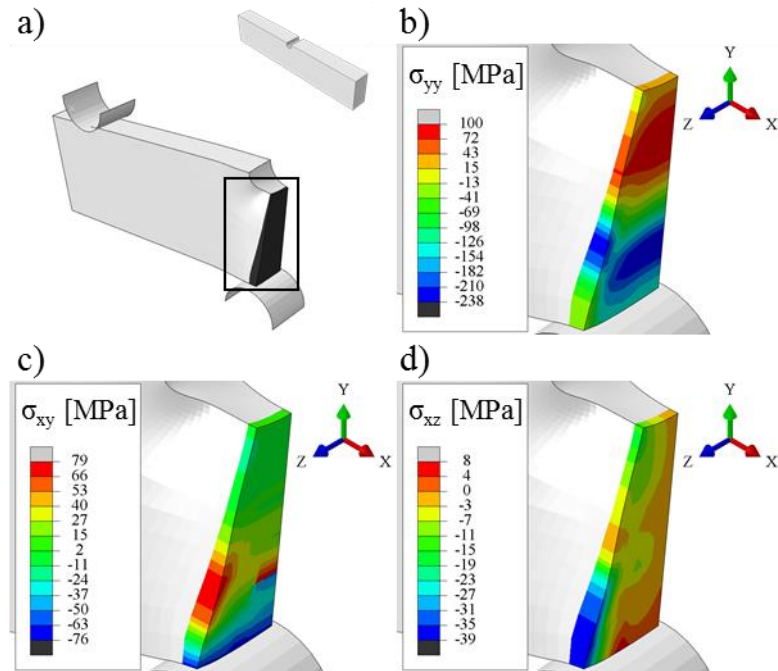 a)
b)
σyy [MPa]
100
72
43
15
-13
-41
-69
-98
-126
-154
-182
-210
-238
Y
Z
X
c)
σxy [MPa]
79
66
53
40
27
15
2
-11
-24
-37
-50
-63
-76
Y
Z
X
d)
σxz [MPa]
8
4
0
-3
-7
-11
-15
-19
-23
-27
-31
-35
-39
Y
Z
X